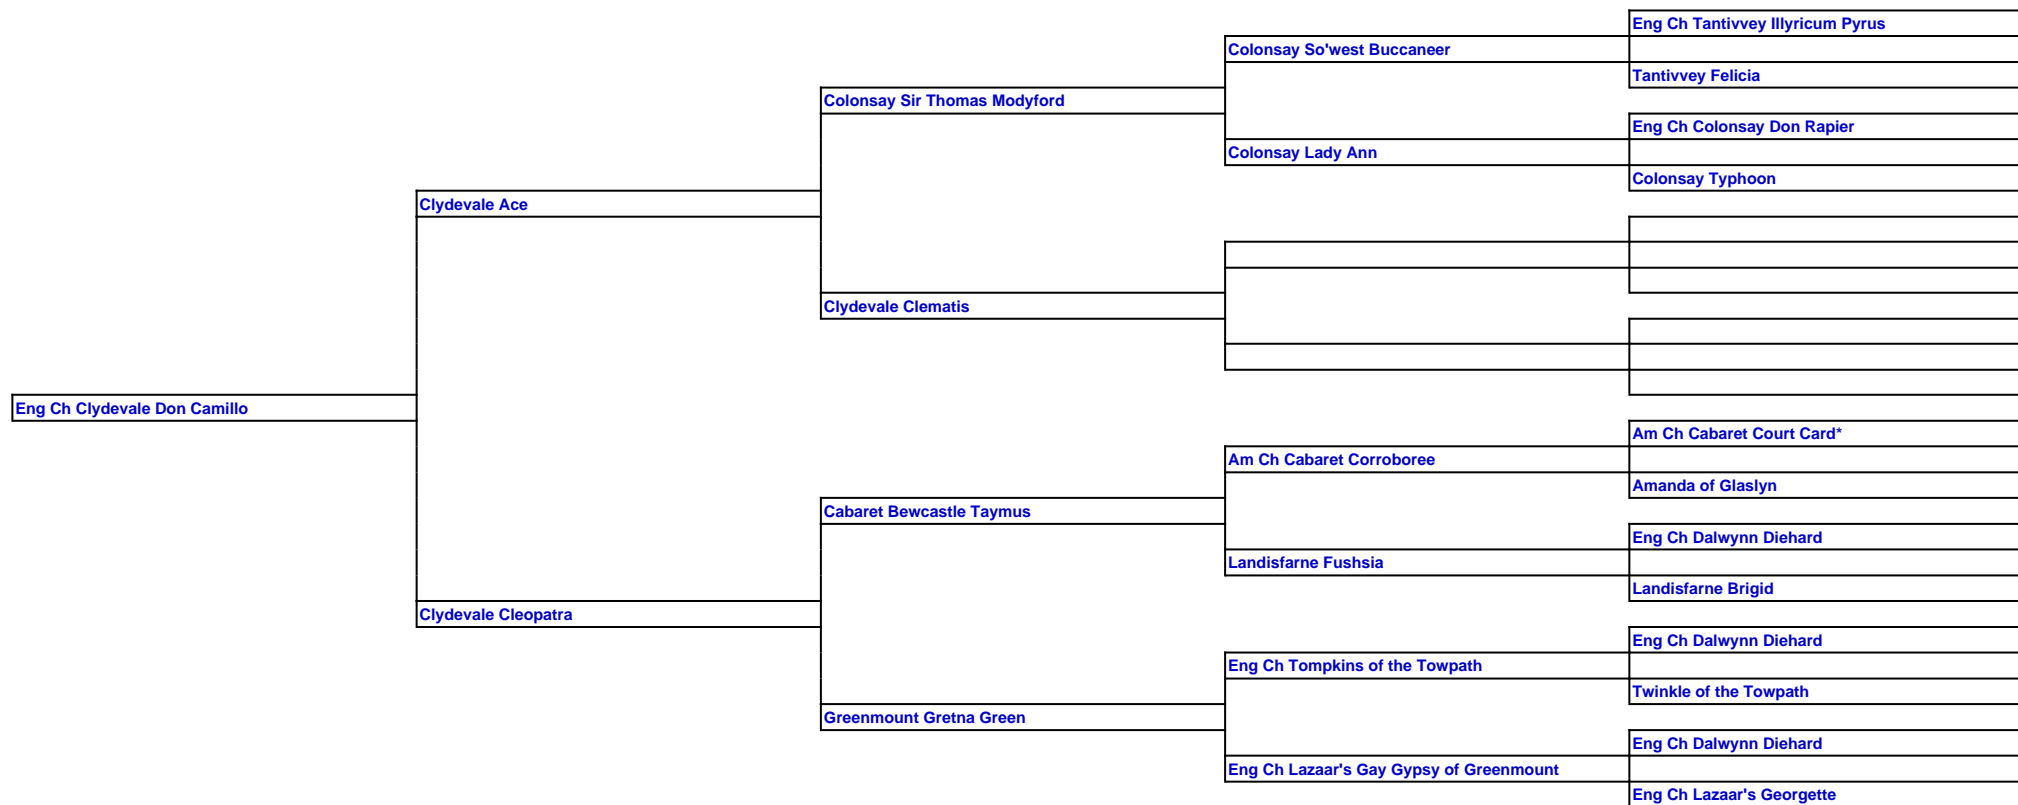 Eng Ch Tantivvey Illyricum Pyrus
Colonsay So'west Buccaneer
Tantivvey Felicia
Colonsay Sir Thomas Modyford
Eng Ch Colonsay Don Rapier
Colonsay Lady Ann
Colonsay Typhoon
Clydevale Ace
Clydevale Clematis
Eng Ch Clydevale Don Camillo
Am Ch Cabaret Court Card*
Am Ch Cabaret Corroboree
Amanda of Glaslyn
Cabaret Bewcastle Taymus
Eng Ch Dalwynn Diehard
Landisfarne Fushsia
Landisfarne Brigid
Clydevale Cleopatra
Eng Ch Dalwynn Diehard
Eng Ch Tompkins of the Towpath
Twinkle of the Towpath
Greenmount Gretna Green
Eng Ch Dalwynn Diehard
Eng Ch Lazaar's Gay Gypsy of Greenmount
Eng Ch Lazaar's Georgette